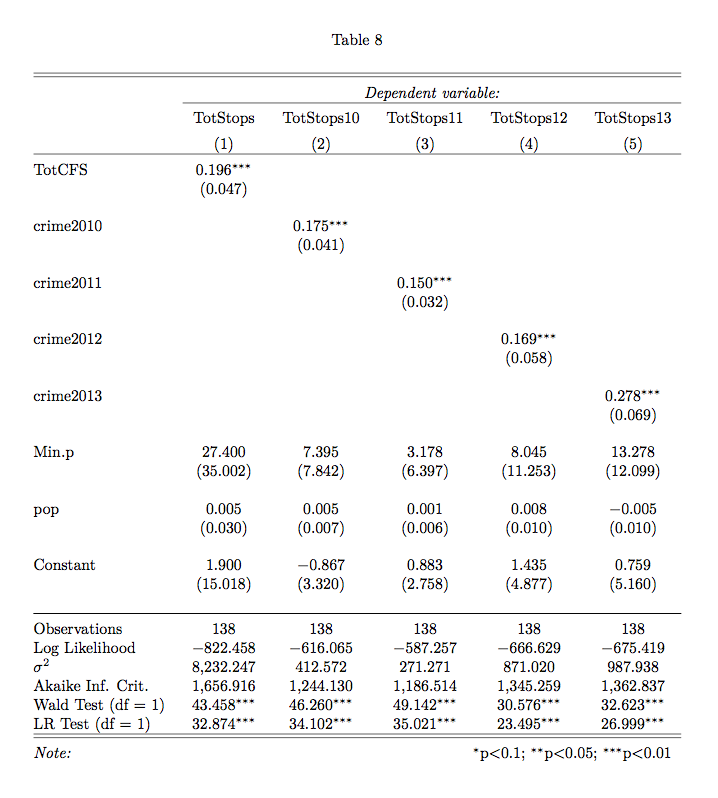 Table 8
Dependent variable:
TotStops TotStops10 TotStops11 TotStops12 TotStops13
(1) (2) (3) (4) (5)
TotCFS 0.196***
(0.047)
crime2010 0.175***
(0.041)
crime2011 0.150***
(0.032)
crime2012 0.169***
(0.058)
crime2013 0.278***
(0.069)
Min.p 27.400 7.395 3.178 8.045 13.278
(35.002) (7.842) (6.397) (11.253) (12.099)
pop 0.005 0.005 0.001 0.008 −0.005
(0.030) (0.007) (0.006) (0.010) (0.010)
Constant 1.900 −0.867 0.883 1.435 0.759
(15.018) (3.320) (2.758) (4.877) (5.160)
Observations 138 138 138 138 138
Log Likelihood −822.458 −616.065 −587.257 −666.629 −675.419
σ² 8,232.247 412.572 271.271 871.020 987.938
Akaike Inf. Crit. 1,656.916 1,244.130 1,186.514 1,345.259 1,362.837
Wald Test (df = 1) 43.458*** 46.260*** 49.142*** 30.576*** 32.623***
LR Test (df = 1) 32.874*** 34.102*** 35.021*** 23.495*** 26.999***
Note: *p<0.1; **p<0.05; ***p<0.01